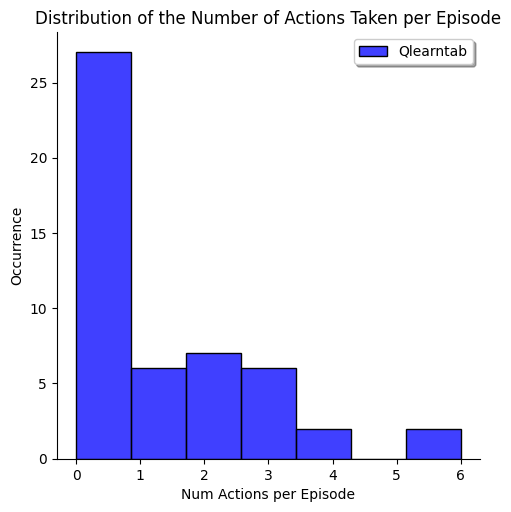 Distribution of the Number of Actions Taken per Episode
Qlearntab
25
20
15
10
5
0
Occurrence
0 1 2 3 4 5 6
Num Actions per Episode